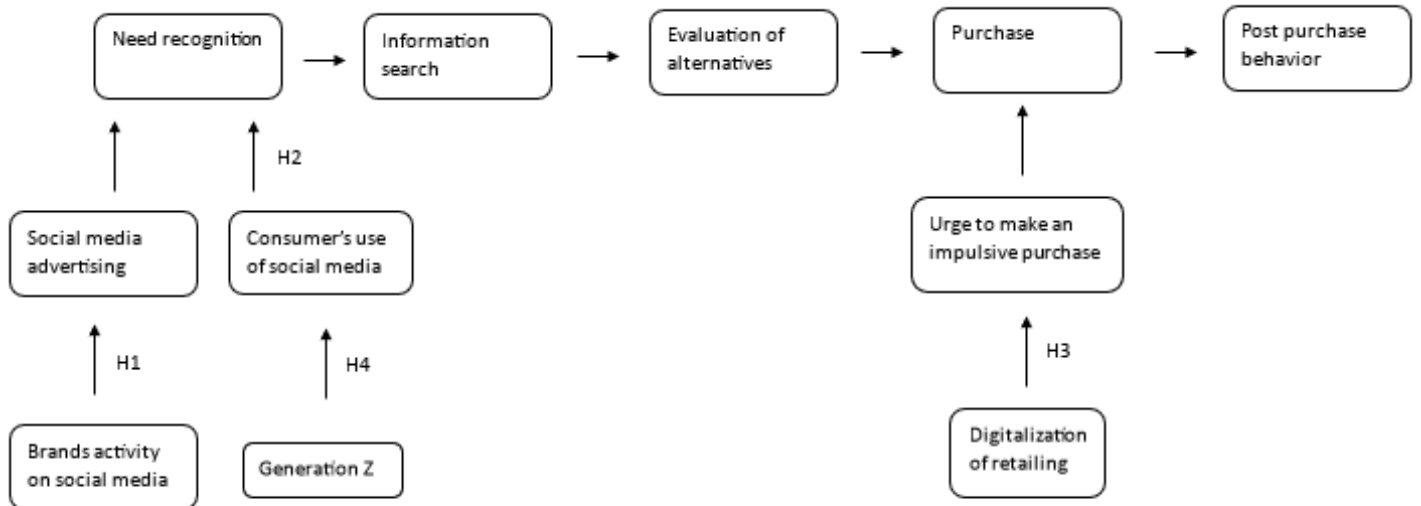 Need recognition
Information
search
Evaluation of
alternatives
Purchase
Post purchase
behavior
H2
Social media
advertising
Consumer's use
of social media
Urge to make an
impulsive purchase
H1
H4
H3
Brands activity
on social media
Generation Z
Digitalization
of retailing